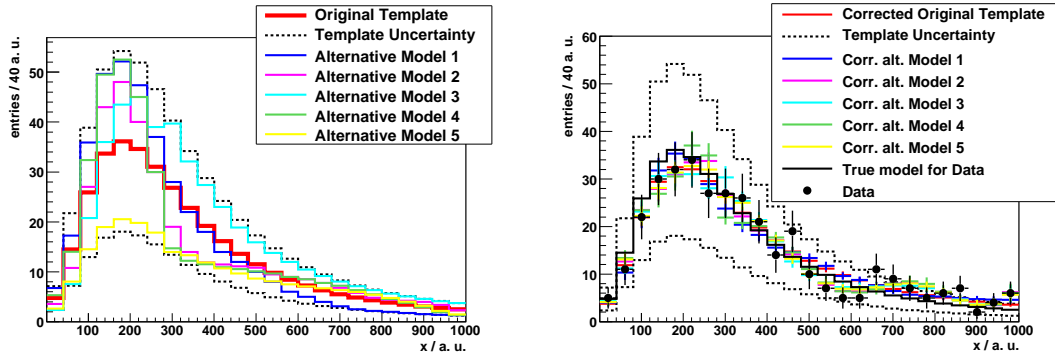 entries / 40 a. u.
50
40
30
20
10
0
100 200 300 400 500 600 700 800 900 1000
x / a. u.
Original Template
Template Uncertainty
Alternative Model 1
Alternative Model 2
Alternative Model 3
Alternative Model 4
Alternative Model 5
entries / 40 a. u.
60
50
40
30
20
10
0
100 200 300 400 500 600 700 800 900 1000
x / a. u.
Corrected Original Template
Template Uncertainty
Corr. alt. Model 1
Corr. alt. Model 2
Corr. alt. Model 3
Corr. alt. Model 4
Corr. alt. Model 5
True model for Data
Data